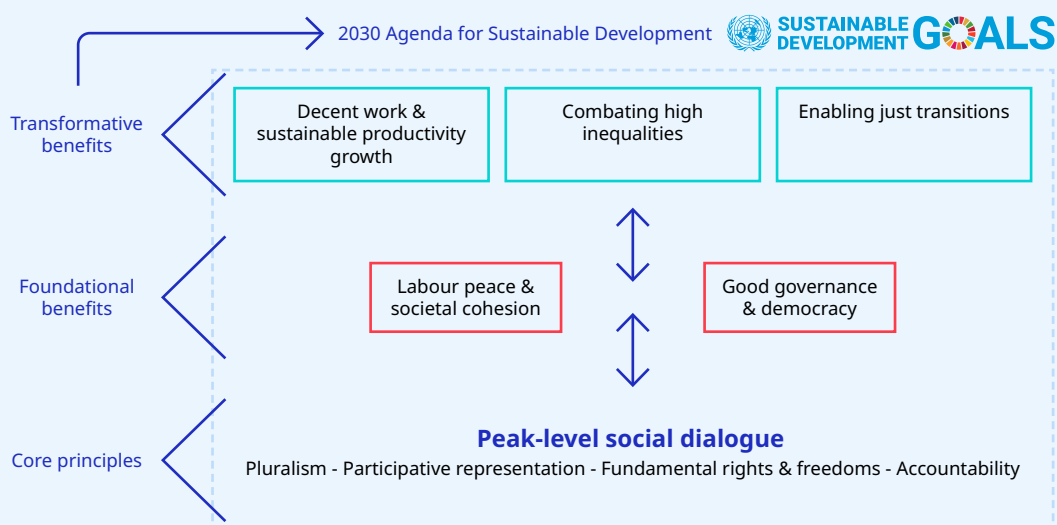 2030 Agenda for Sustainable Development
SUSTAINABLE
DEVELOPMENT
GOALS
Transformative
benefits
Decent work &
sustainable productivity
growth
Combating high
inequalities
Enabling just transitions
Foundational
benefits
Labour peace &
societal cohesion
Good governance
& democracy
Core principles
Peak-level social dialogue
Pluralism - Participative representation - Fundamental rights & freedoms - Accountability